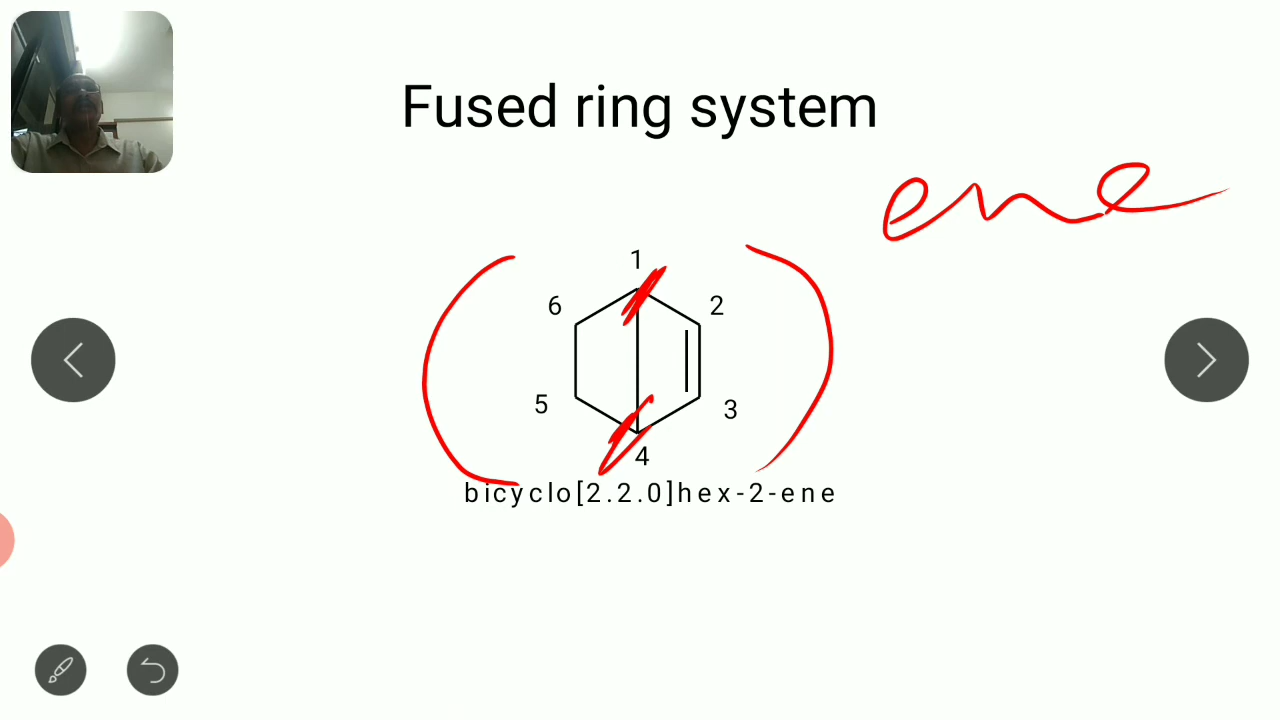 Fused ring system
ene
1
6 2
5 3
4
bicyclo[2.2.0]hex-2-ene